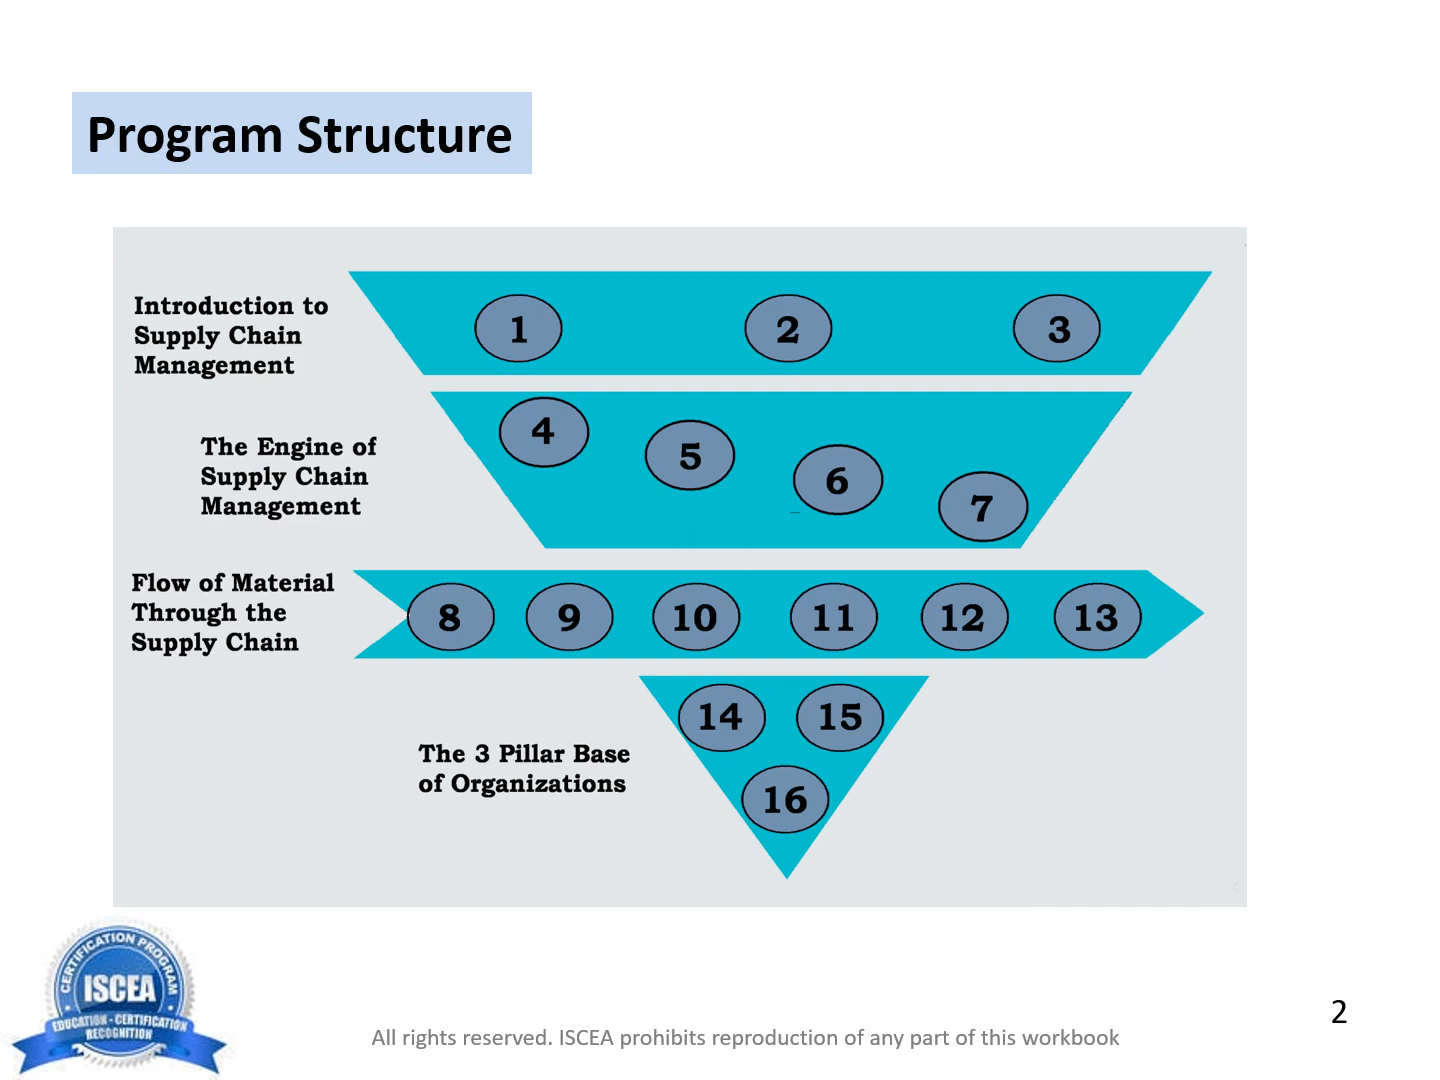 Program Structure
Introduction to
Supply Chain
Management
1 2 3
The Engine of
Supply Chain
Management
4 5 6 7
Flow of Material
Through the
Supply Chain
8 9 10 11 12 13
The 3 Pillar Base
of Organizations
14 15
16
CERTIFICATION PROGRAM
ISCEA
EDUCATION - CERTIFICATION
RECOGNITION
All rights reserved. ISCEA prohibits reproduction of any part of this workbook
2